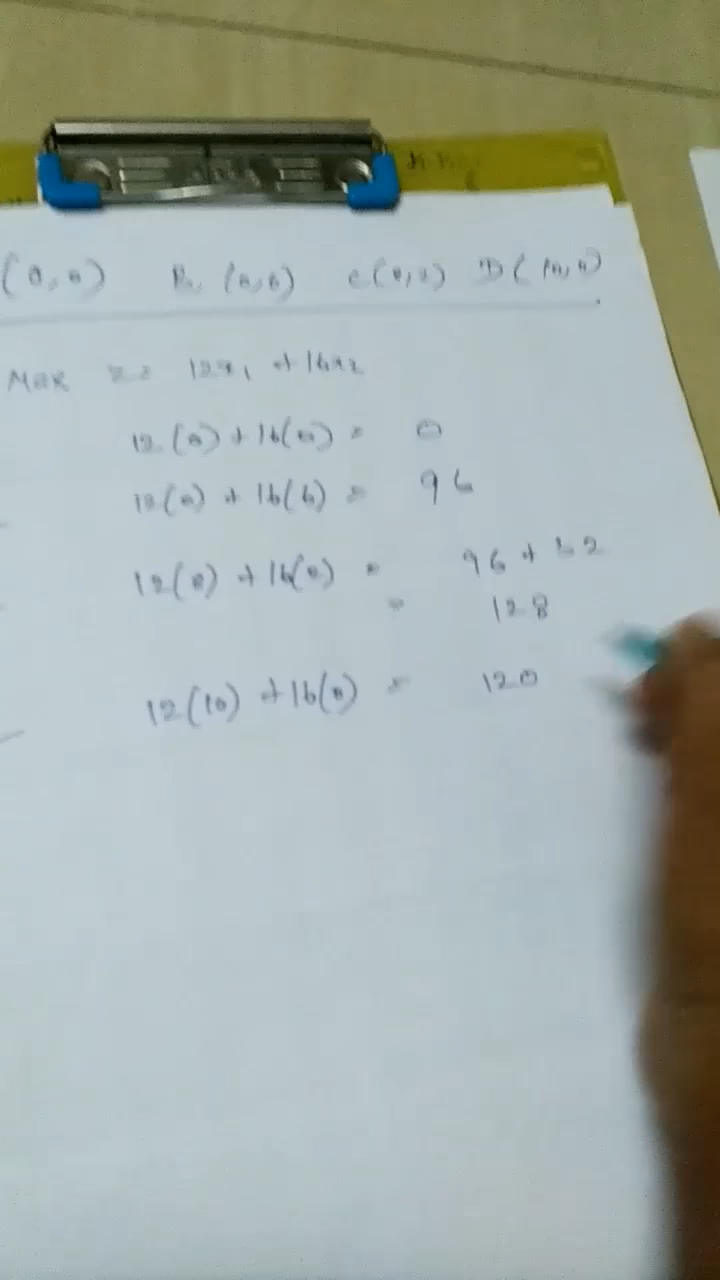 (0,0) B (0,6) C(8,2) D(10,0)
Max Z= 12x₁ + 16x₂
12(0) + 16(0) = 0
12(0) + 16(6) = 96
12(8) + 16(2) = 96 + 32
= 128
12(10) + 16(0) = 120